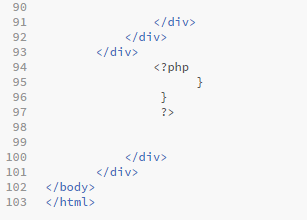 90
91 </div>
92 </div>
93 </div>
94 <?php
95 }
96 }
97 ?>
98
99
100 </div>
101 </div>
102 </body>
103 </html>